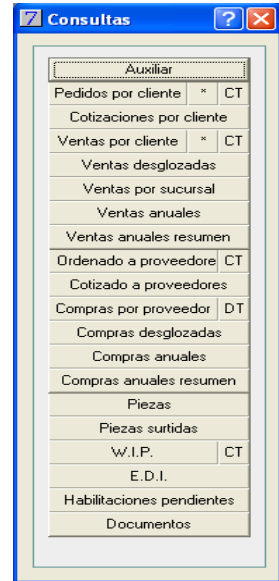 7 Consultas ? X
Auxiliar
Pedidos por cliente * CT
Cotizaciones por cliente
Ventas por cliente * CT
Ventas desglozadas
Ventas por sucursal
Ventas anuales
Ventas anuales resumen
Ordenado a proveedore CT
Cotizado a proveedores
Compras por proveedor DT
Compras desglozadas
Compras anuales
Compras anuales resumen
Piezas
Piezas surtidas
W.I.P. CT
E.D.I.
Habilitaciones pendientes
Documentos